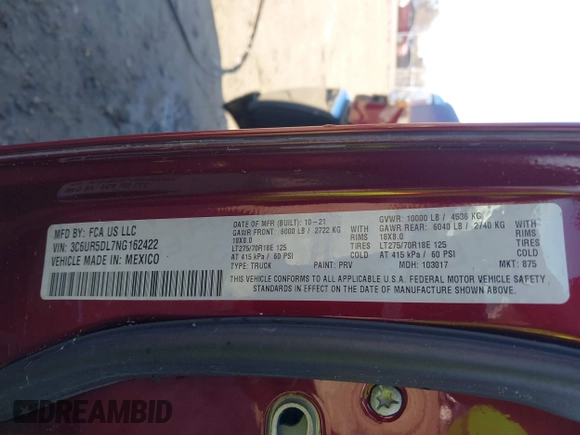 MFD BY: FCA US LLC
VIN: 3C6UR5DL7NG162422
VEHICLE MADE IN: MEXICO
DATE OF MFR (BUILT): 10-21
GVWR: 10000 LB / 4536 KG
GAWR FRONT: 6000 LB / 2722 KG WITH
GAWR REAR: 6040 LB / 2740 KG WITH
18X8.0 TIRES
18X8.0 TIRES
LT275/70R18E 125 RIMS
LT275/70R18E 125 RIMS
AT 415 kPa / 60 PSI COLD
AT 415 kPa / 60 PSI COLD
TYPE: TRUCK PAINT: PRV MDH: 103017 MKT: 875
THIS VEHICLE CONFORMS TO ALL APPLICABLE U.S.A. FEDERAL MOTOR VEHICLE SAFETY
STANDARDS IN EFFECT ON THE DATE OF MANUFACTURE SHOWN ABOVE.
DREAMBID